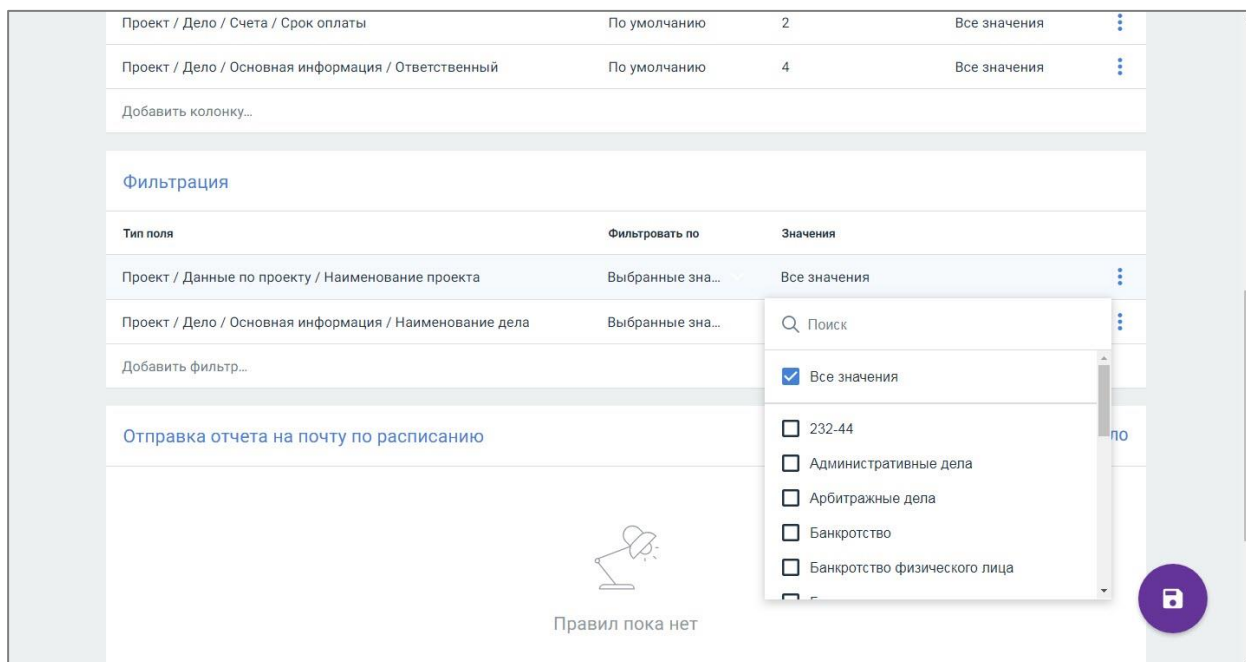 Проект / Дело / Счета / Срок оплаты По умолчанию 2 Все значения
Проект / Дело / Основная информация / Ответственный По умолчанию 4 Все значения
Добавить колонку...
Фильтрация
Тип поля Фильтровать по Значения
Проект / Данные по проекту / Наименование проекта Выбранные зна... Все значения
Проект / Дело / Основная информация / Наименование дела Выбранные зна...
Поиск
Добавить фильтр...
Все значения
Отправка отчета на почту по расписанию
232-44
Административные дела
Арбитражные дела
Банкротство
Банкротство физического лица
Правил пока нет